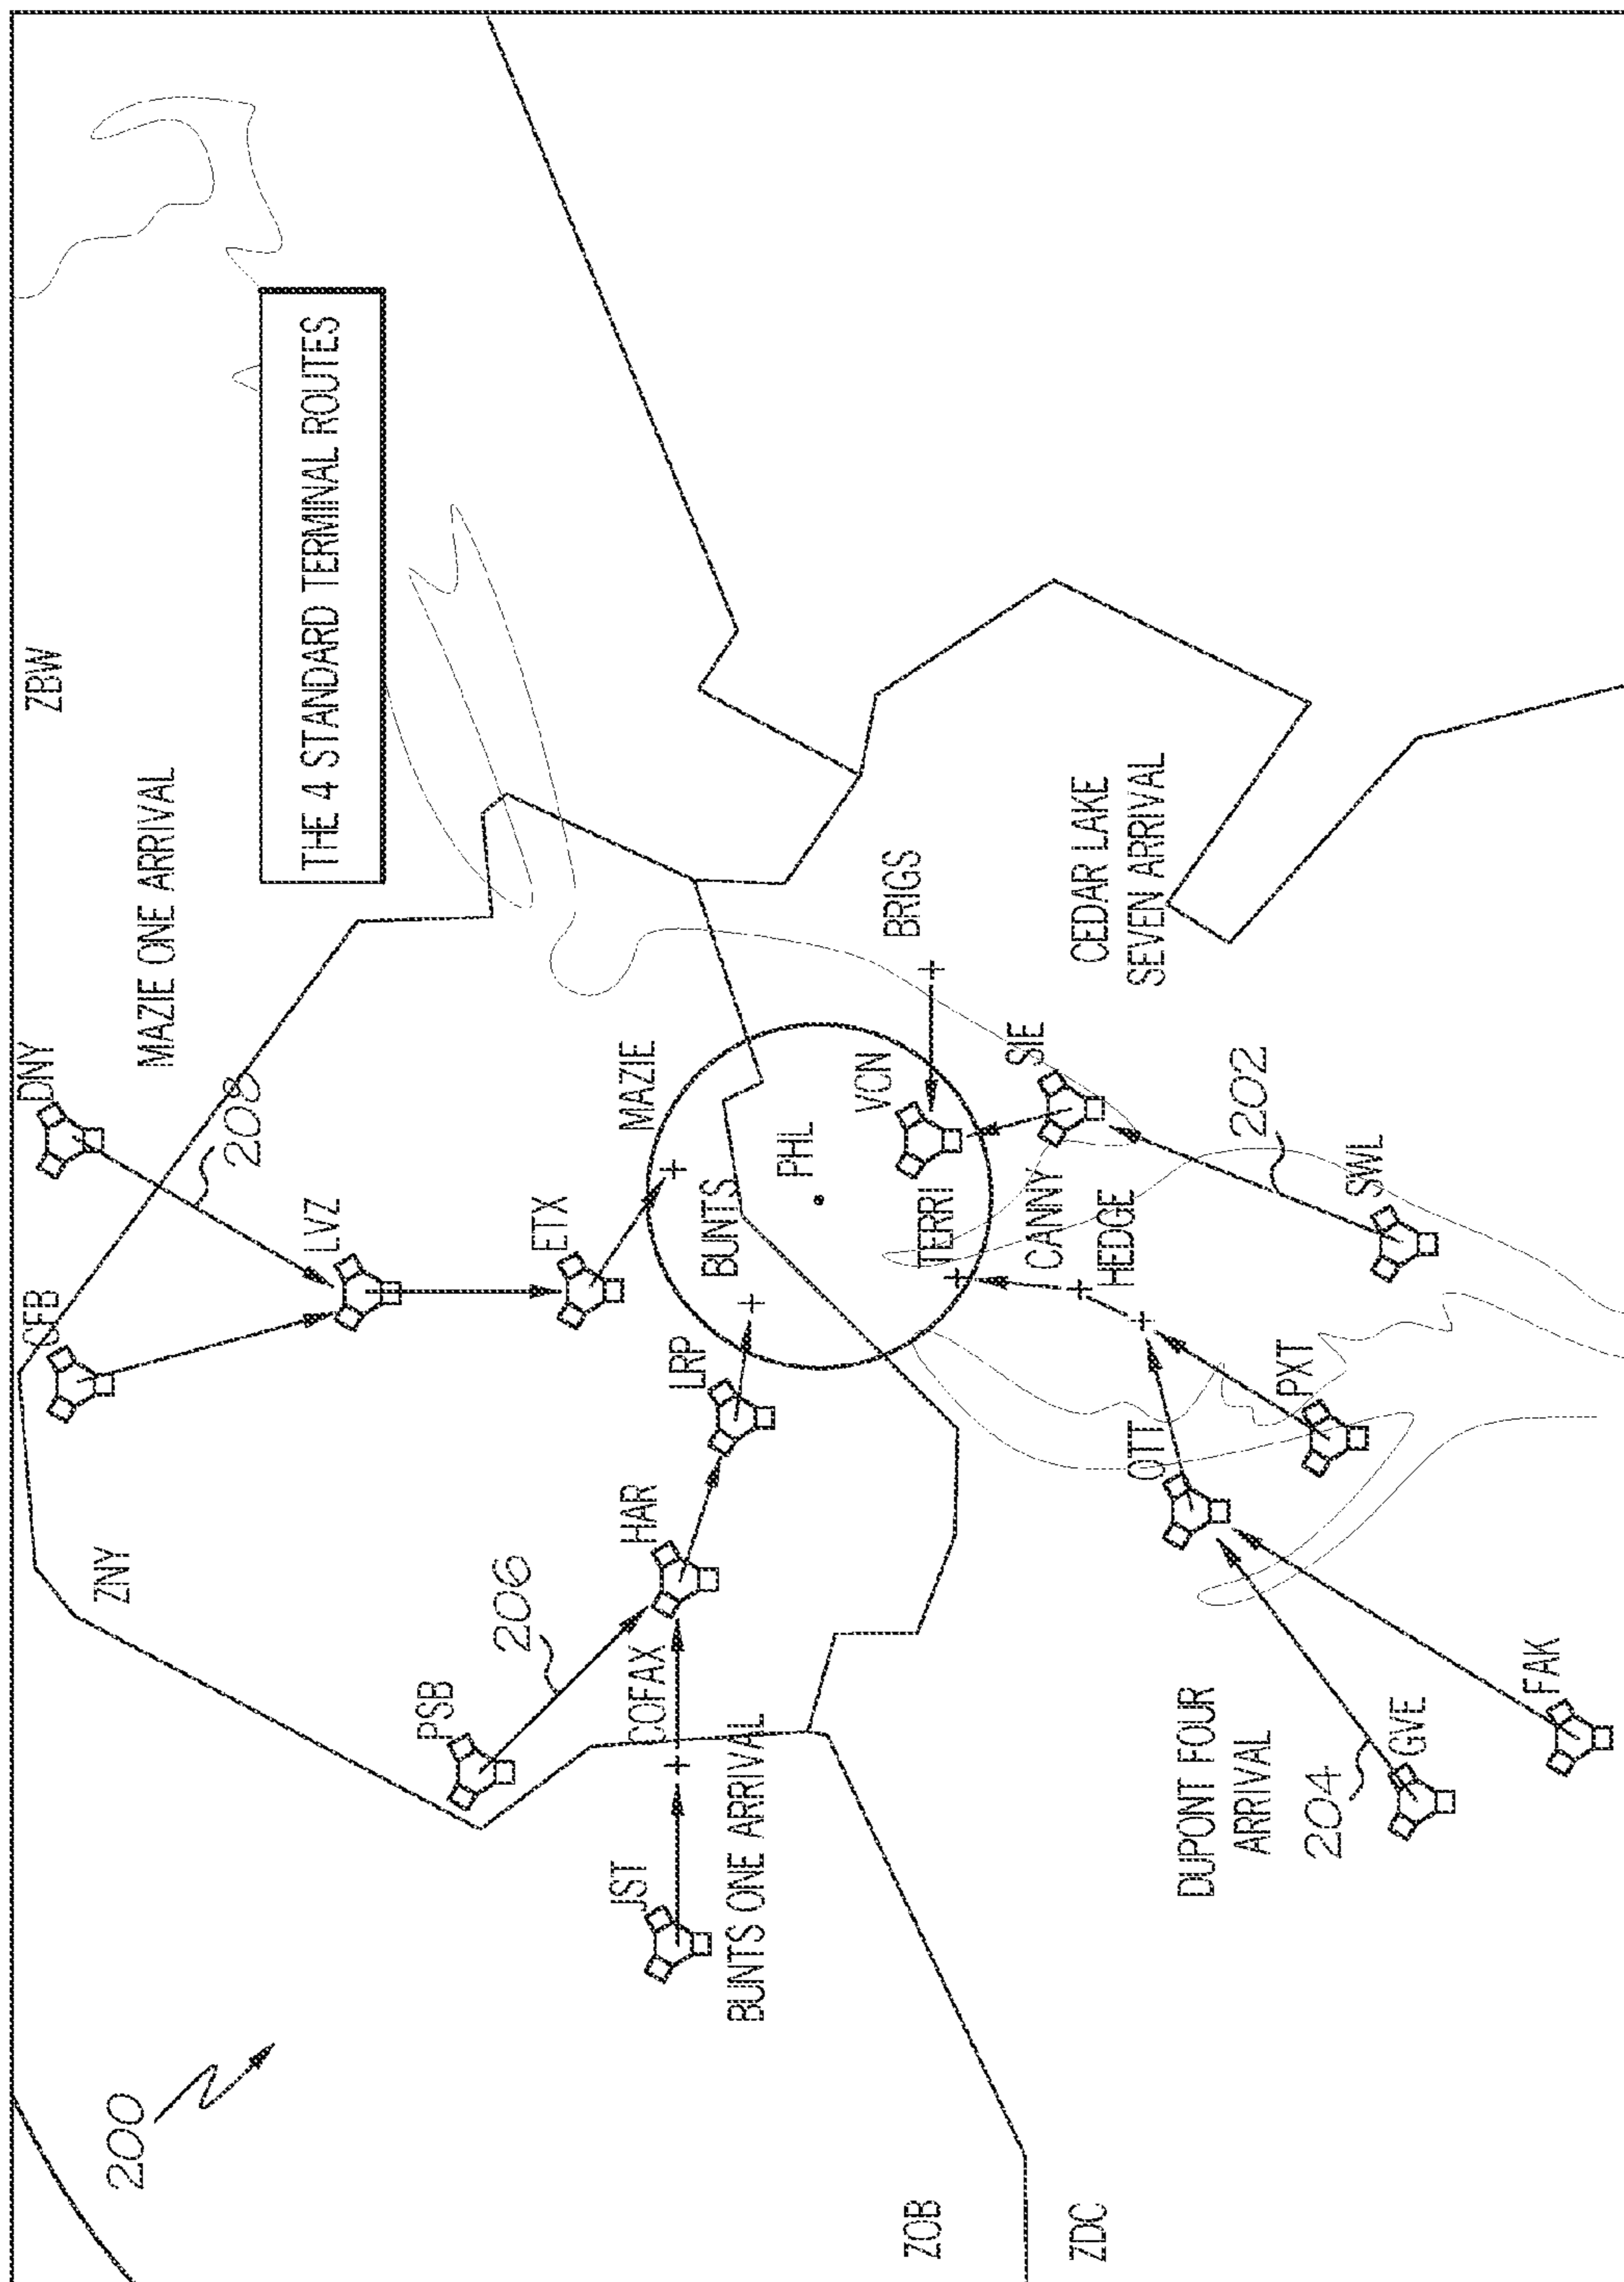 CFB
DNY
ZBW
ZNY
200
MAZIE ONE ARRIVAL
208
THE 4 STANDARD TERMINAL ROUTES
LVZ
PSB
206
ETX
JST
HAR
MAZIE
COFAX
LRP
BUNTS
BUNTS ONE ARRIVAL
PHL
VCN
BRIGS
ZOB
TERRI
SIE
CANNY
ZDC
HEDGE
CEDAR LAKE
SEVEN ARRIVAL
OTT
DUPONT FOUR
ARRIVAL
202
PXT
204
SWL
GVE
FAK